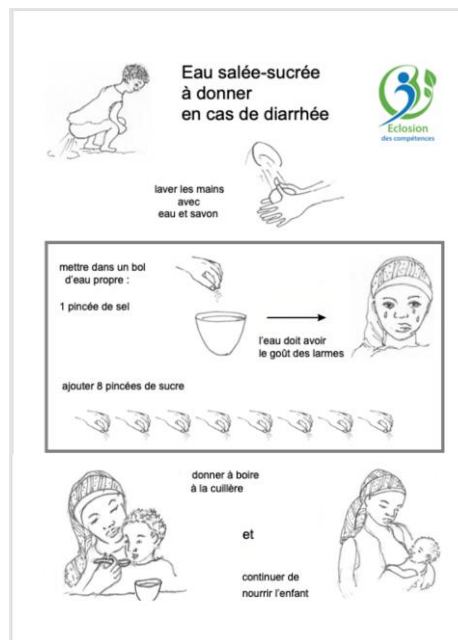 Eau salée-sucrée
à donner
en cas de diarrhée
Eclosion
des compétences
laver les mains
avec
eau et savon
mettre dans un bol
d'eau propre :
1 pincée de sel
l'eau doit avoir
le goût des larmes
ajouter 8 pincées de sucre
donner à boire
à la cuillère
et
continuer de
nourrir l'enfant